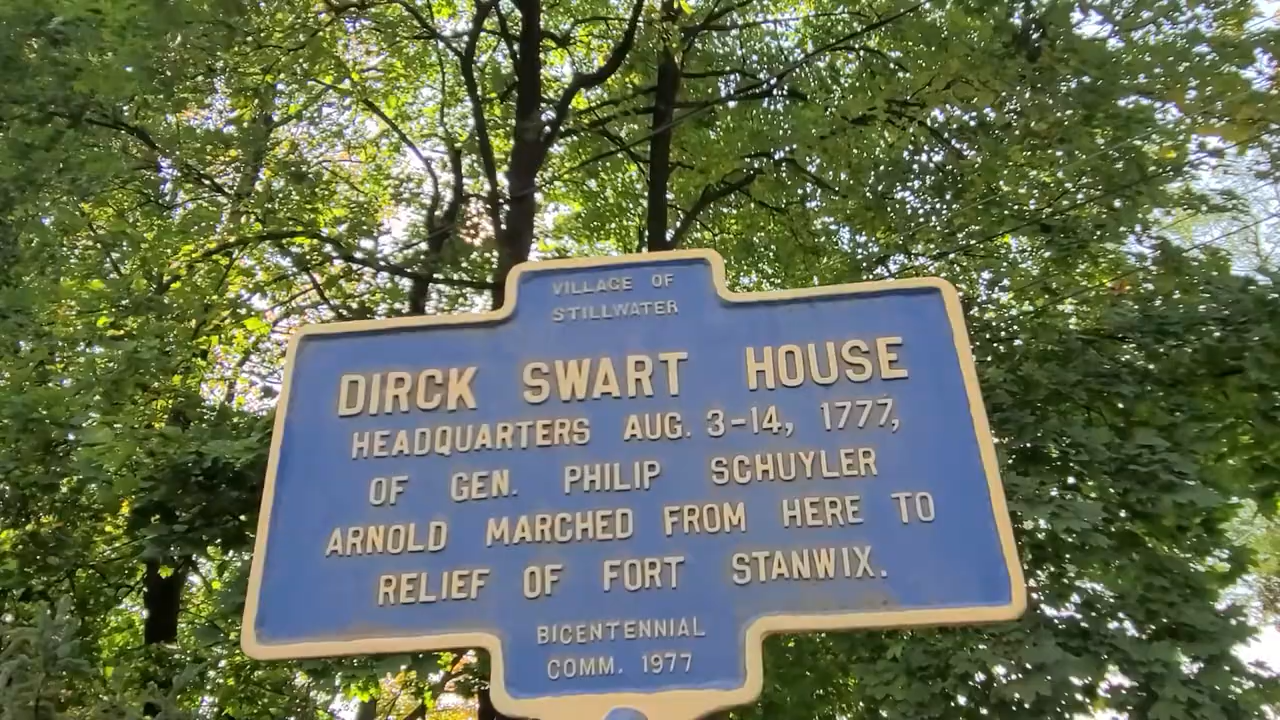 VILLAGE OF
STILLWATER
DIRCK SWART HOUSE
HEADQUARTERS AUG. 3-14, 1777,
OF GEN. PHILIP SCHUYLER
ARNOLD MARCHED FROM HERE TO
RELIEF OF FORT STANWIX.
BICENTENNIAL
COMM. 1977